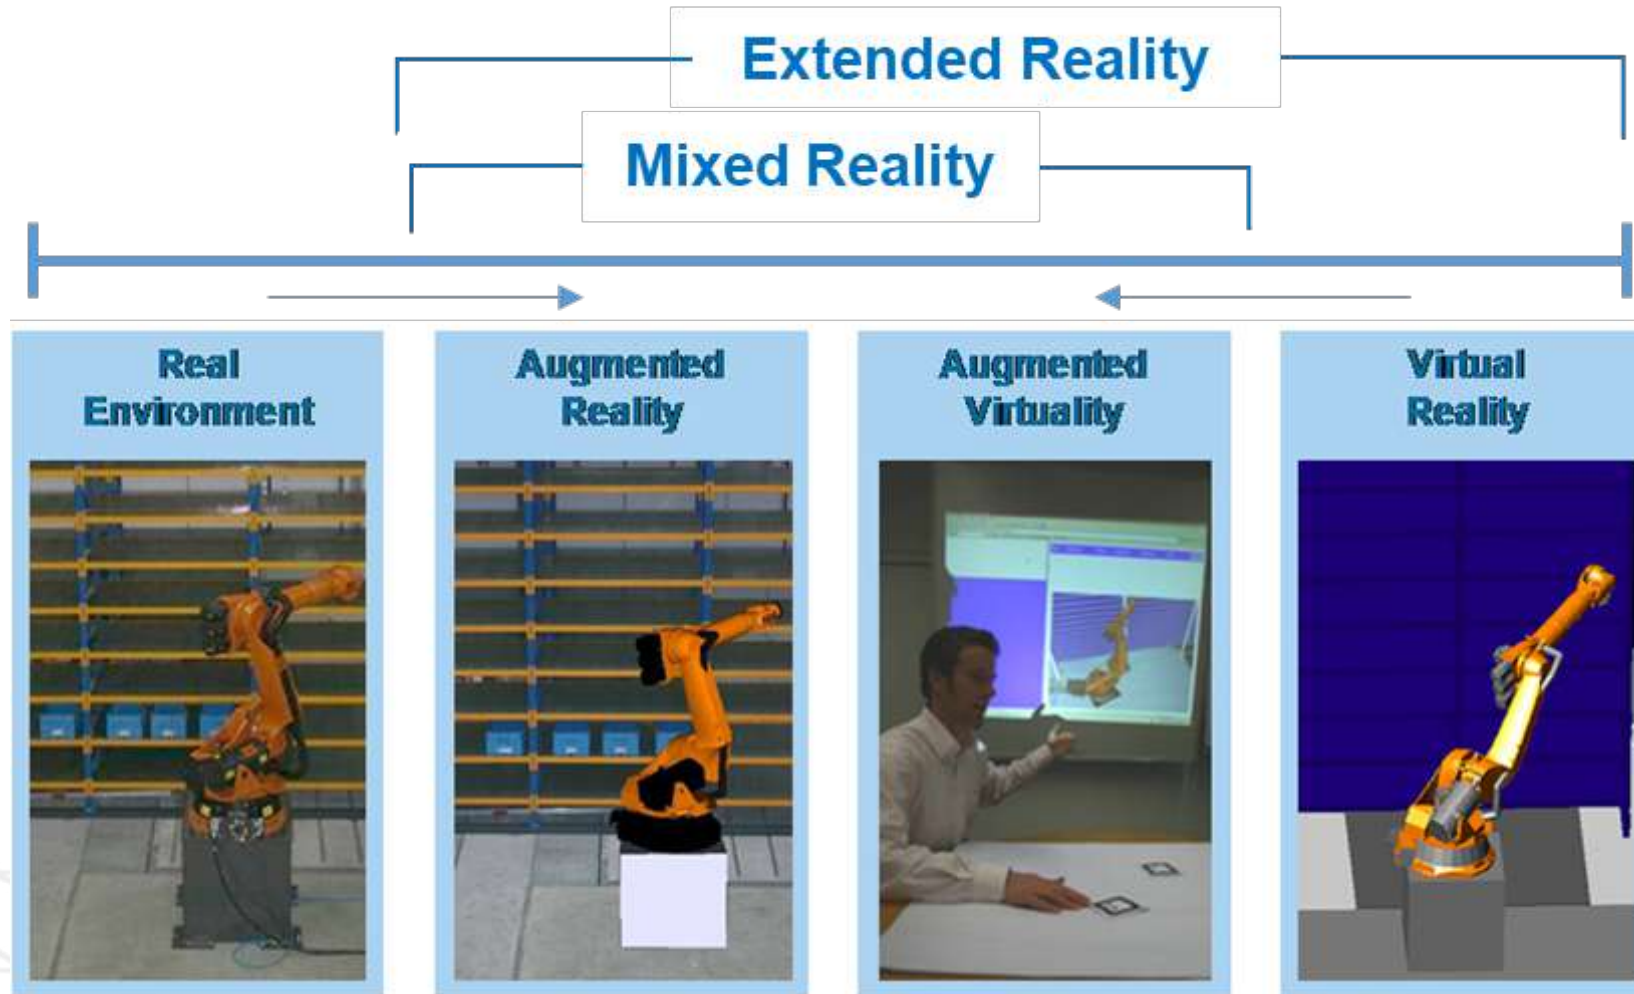 Extended Reality
Mixed Reality
Real
Environment
Augmented
Reality
Augmented
Virtuality
Virtual
Reality